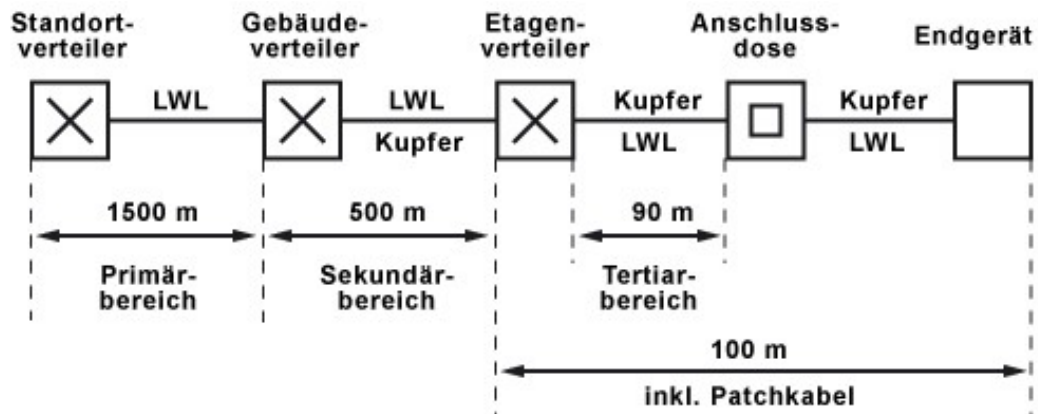 Standort-
verteiler
Gebäude-
verteiler
Etagen-
verteiler
Anschluss-
dose
Endgerät
LWL
LWL
Kupfer
Kupfer
LWL
Kupfer
LWL
1500 m
500 m
90 m
Primär-
bereich
Sekundär-
bereich
Tertiar-
bereich
100 m
inkl. Patchkabel